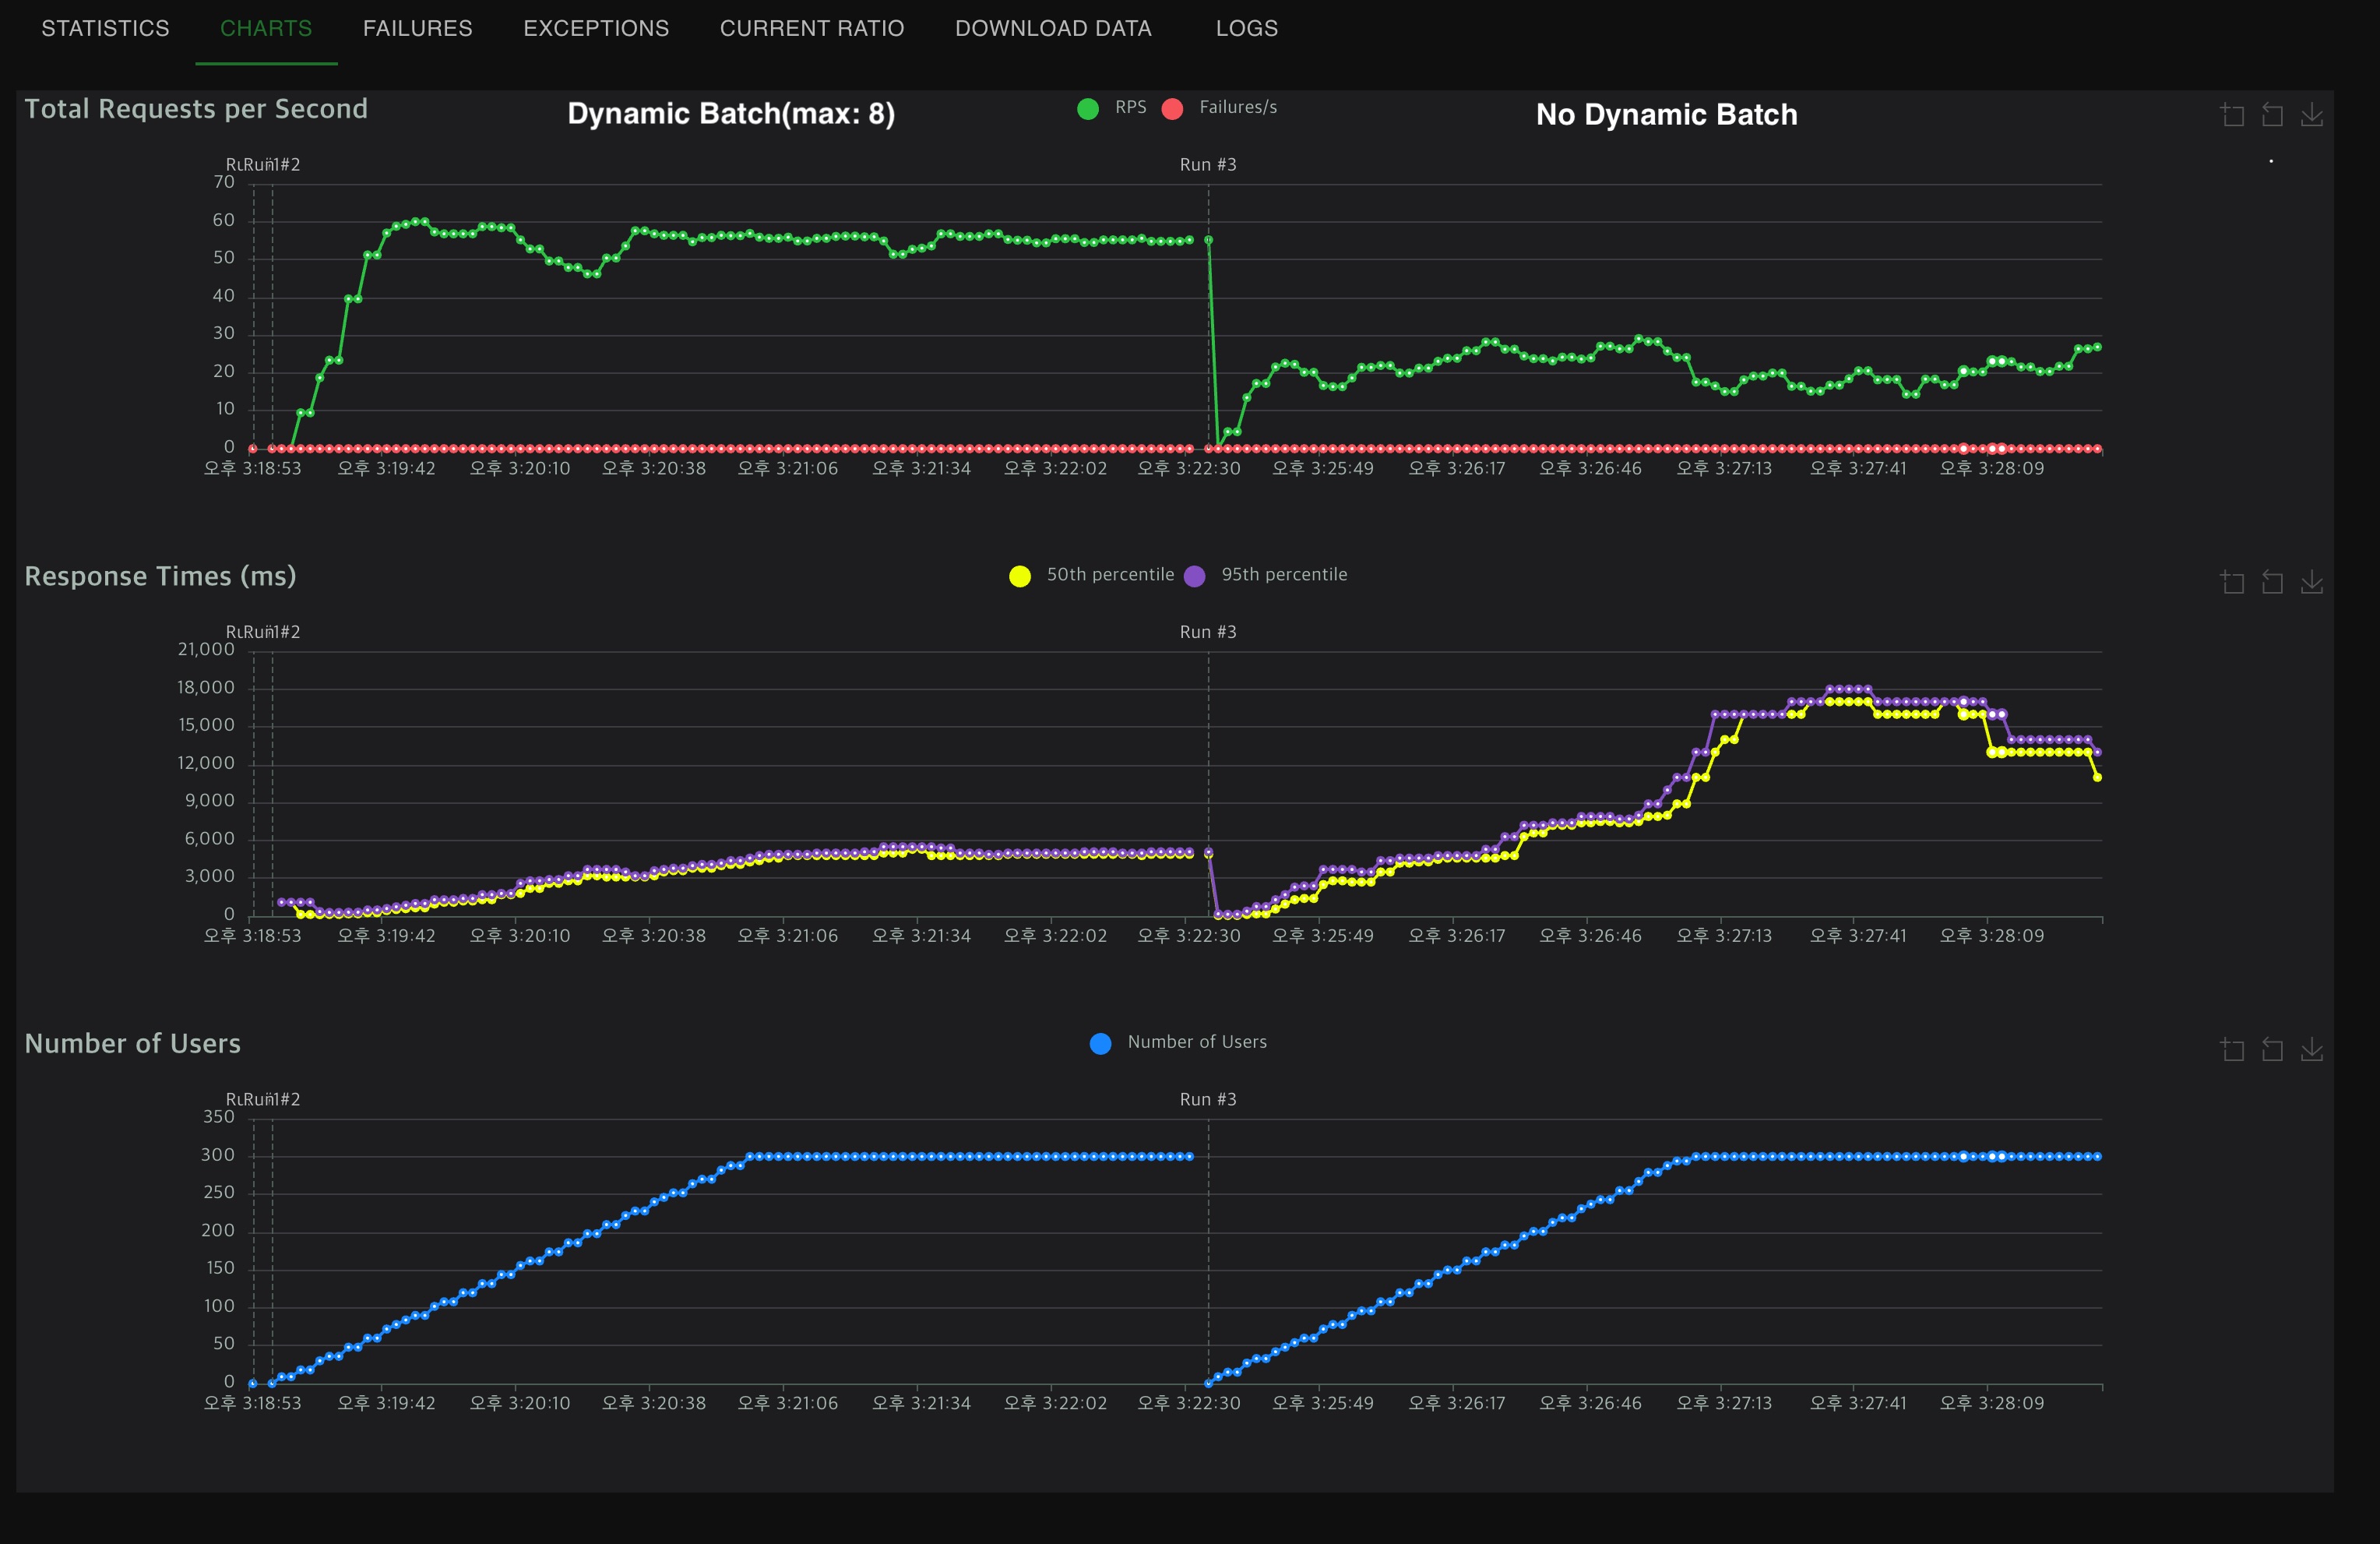 STATISTICS CHARTS FAILURES EXCEPTIONS CURRENT RATIO DOWNLOAD DATA LOGS
Total Requests per Second
Dynamic Batch(max: 8)
RPS Failures/s
No Dynamic Batch
Run #2
Run #3
70
60
50
40
30
20
10
0
오후 3:18:53 오후 3:19:42 오후 3:20:10 오후 3:20:38 오후 3:21:06 오후 3:21:34 오후 3:22:02 오후 3:22:30 오후 3:25:49 오후 3:26:17 오후 3:26:46 오후 3:27:13 오후 3:27:41 오후 3:28:09
Response Times (ms)
50th percentile 95th percentile
Run #2
Run #3
21,000
18,000
15,000
12,000
9,000
6,000
3,000
0
오후 3:18:53 오후 3:19:42 오후 3:20:10 오후 3:20:38 오후 3:21:06 오후 3:21:34 오후 3:22:02 오후 3:22:30 오후 3:25:49 오후 3:26:17 오후 3:26:46 오후 3:27:13 오후 3:27:41 오후 3:28:09
Number of Users
Number of Users
Run #2
Run #3
350
300
250
200
150
100
50
0
오후 3:18:53 오후 3:19:42 오후 3:20:10 오후 3:20:38 오후 3:21:06 오후 3:21:34 오후 3:22:02 오후 3:22:30 오후 3:25:49 오후 3:26:17 오후 3:26:46 오후 3:27:13 오후 3:27:41 오후 3:28:09